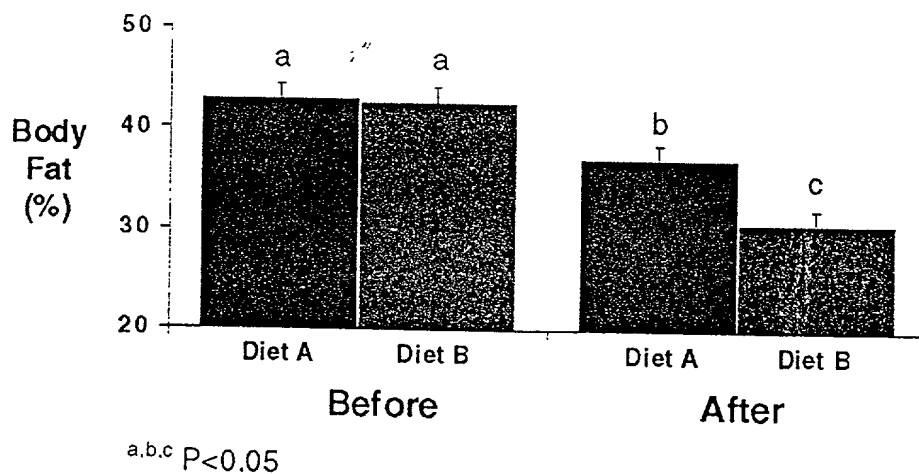 50
a
a
40
Body
Fat
(%)
b
c
30
20
Diet A
Diet B
Diet A
Diet B
Before
After
a,b,c P<0.05